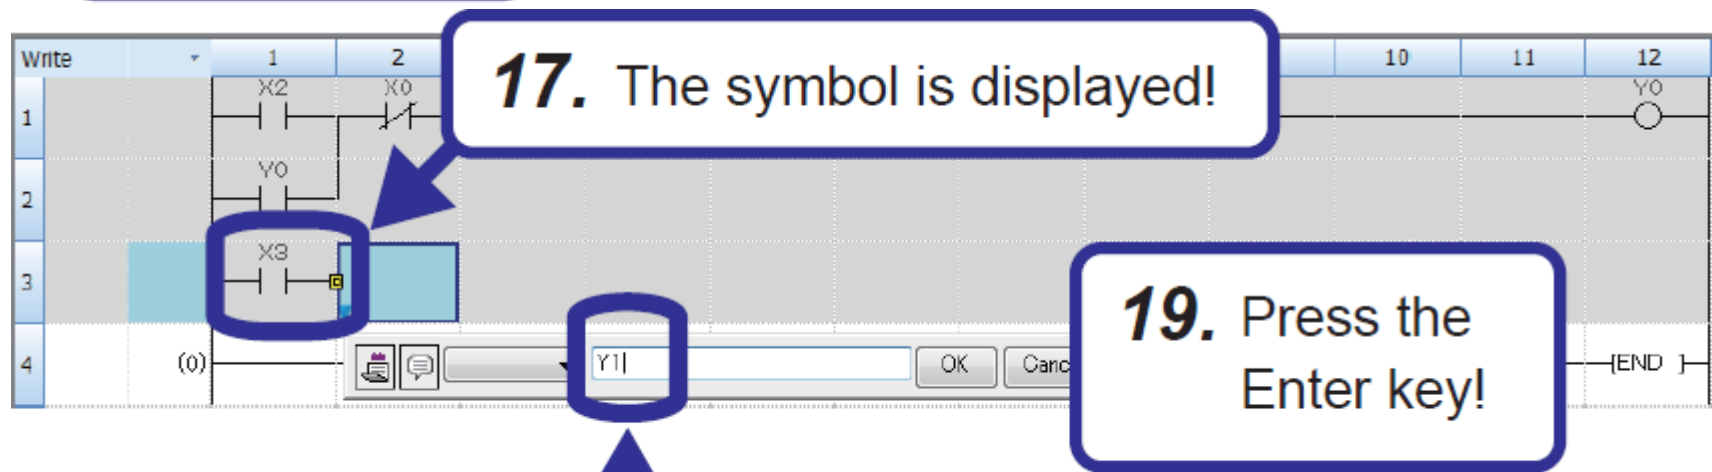 Write 1 2 10 11 12
17. The symbol is displayed!
1 X2 X0 Y0
2 Y0
3 X3
19. Press the
Enter key!
4 (0) Y1 OK Canc [END ]